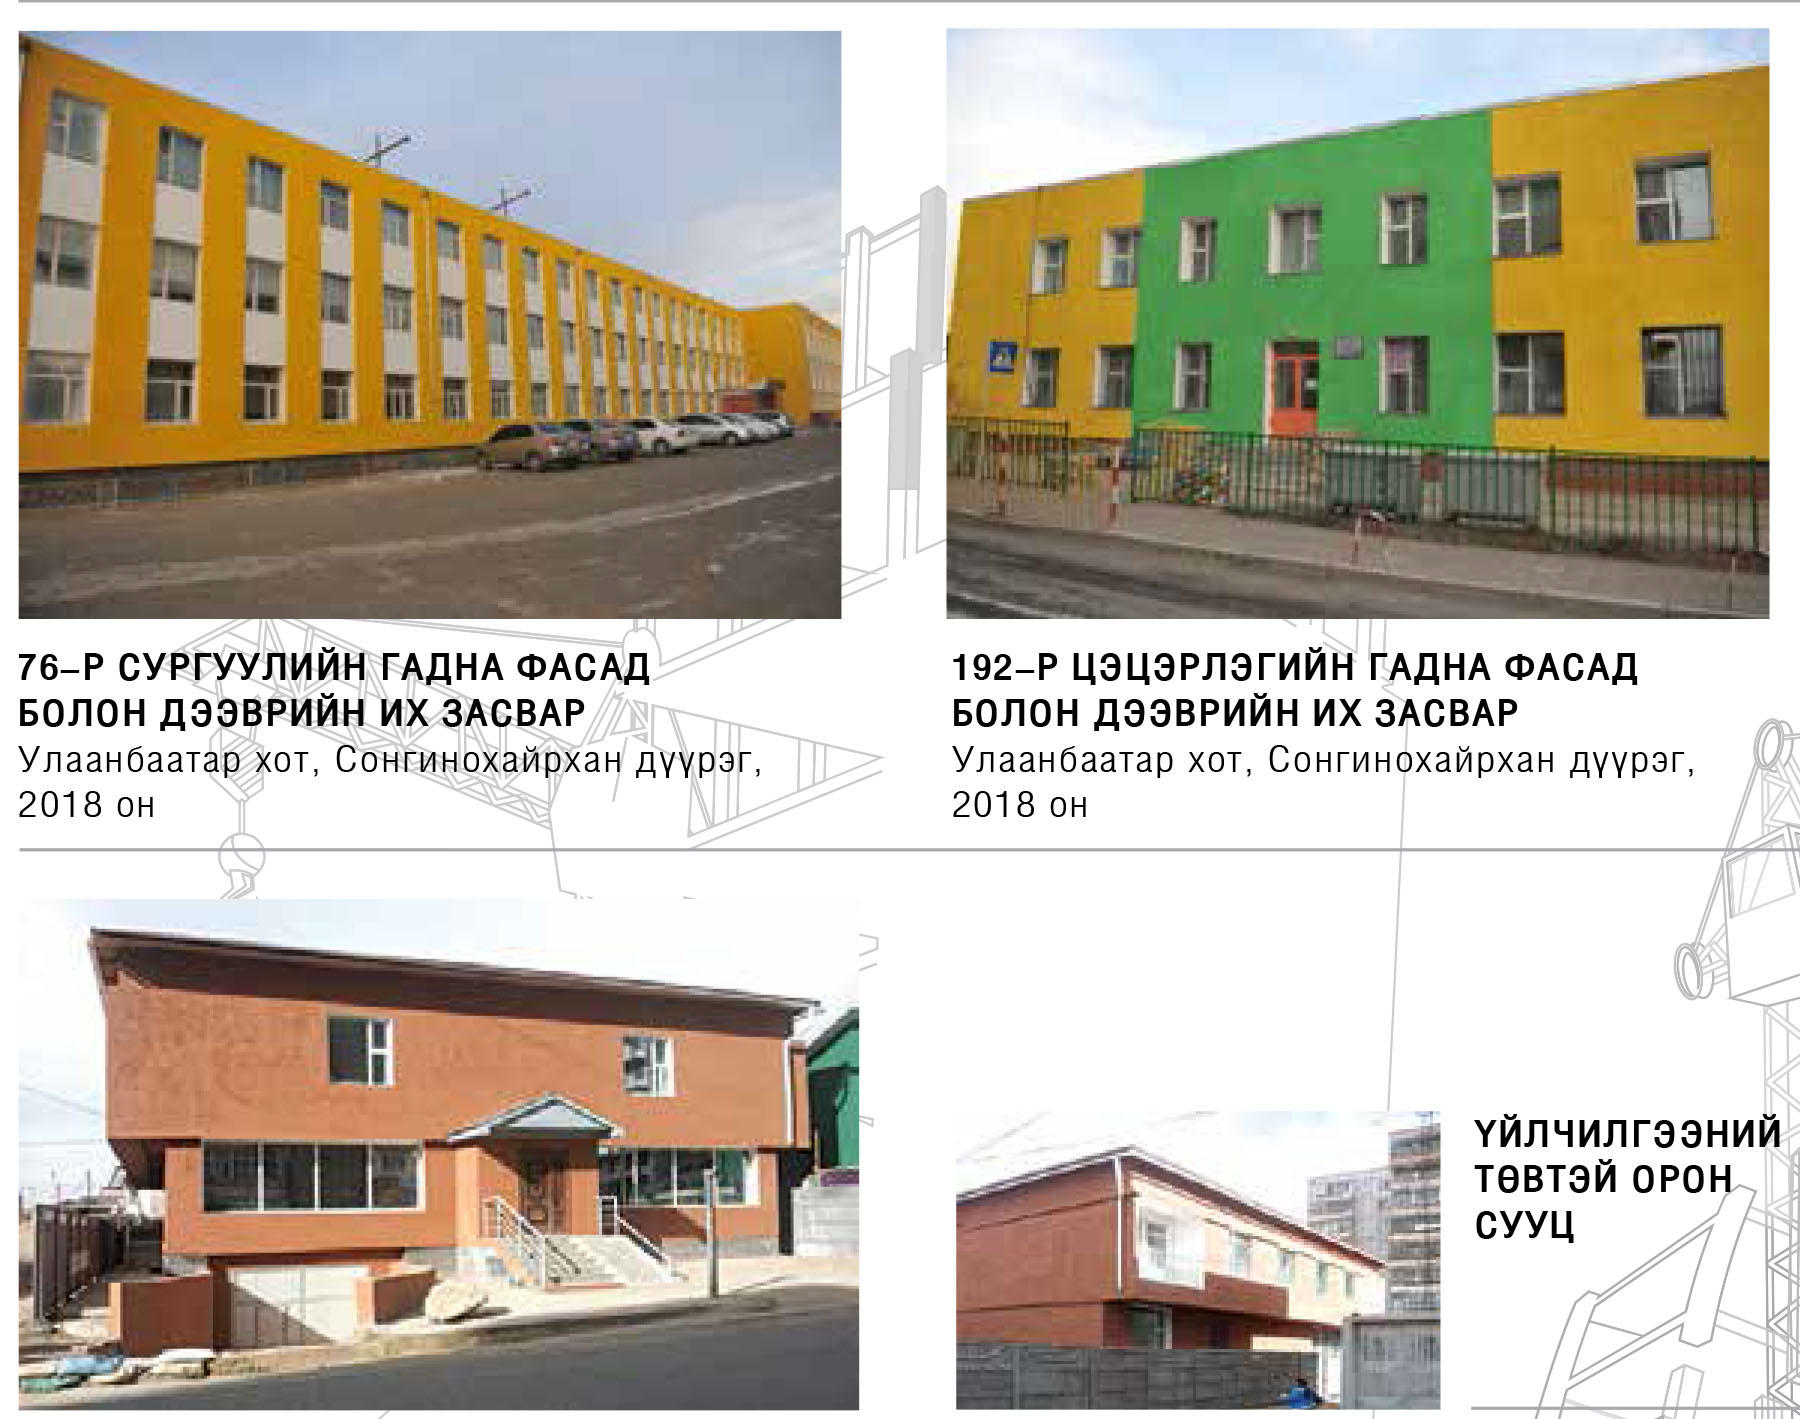 76–Р СУРГУУЛИЙН ГАДНА ФАСАД
БОЛОН ДЭЭВРИЙН ИХ ЗАСВАР
Улаанбаатар хот, Сонгинохайрхан дүүрэг,
2018 он
192–Р ЦЭЦЭРЛЭГИЙН ГАДНА ФАСАД
БОЛОН ДЭЭВРИЙН ИХ ЗАСВАР
Улаанбаатар хот, Сонгинохайрхан дүүрэг,
2018 он
ҮЙЛЧИЛГЭЭНИЙ
ТӨВТЭЙ ОРОН
СУУЦ